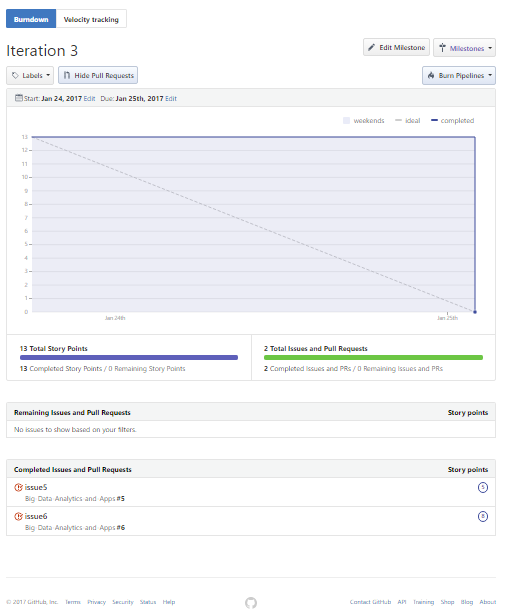 Burndown Velocity tracking
Iteration 3
Edit Milestone Milestones
Labels Hide Pull Requests Burn Pipelines
Start: Jan 24, 2017 Edit Due: Jan 25th, 2017 Edit
weekends ideal completed
13
12
11
10
9
8
7
6
5
4
3
2
1
0
Jan 24th Jan 25th
13 Total Story Points
13 Completed Story Points / 0 Remaining Story Points
2 Total Issues and Pull Requests
2 Completed Issues and PRs / 0 Remaining Issues and PRs
Remaining Issues and Pull Requests Story points
No issues to show based on your filters.
Completed Issues and Pull Requests Story points
issue5 5
Big-Data-Analytics-and-Apps #5
issue6 8
Big-Data-Analytics-and-Apps #6
© 2017 GitHub, Inc. Terms Privacy Security Status Help Contact GitHub API Training Shop Blog About